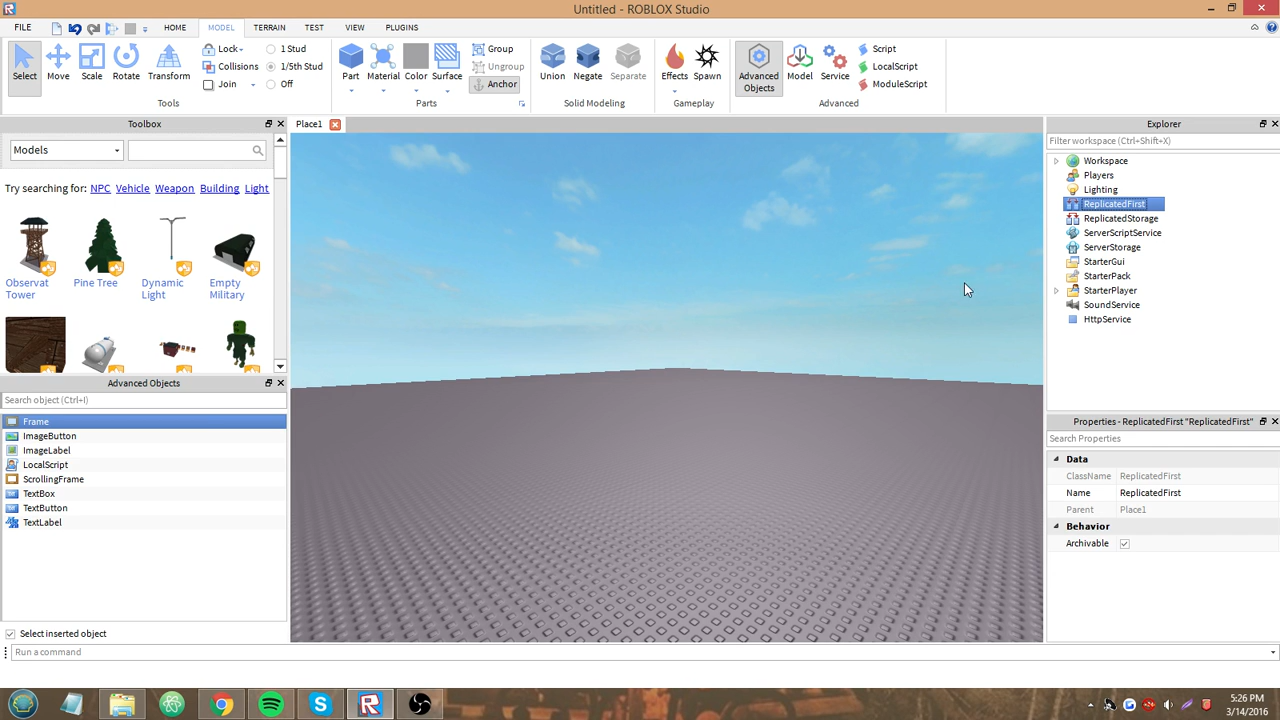 Untitled - ROBLOX Studio
FILE HOME MODEL TERRAIN TEST VIEW PLUGINS
Select Move Scale Rotate Transform
Lock
Collisions
Join
1 Stud
1/5th Stud
Off
Tools
Part Material Color Surface
Group
Ungroup
Anchor
Parts
Union Negate Separate
Solid Modeling
Effects Spawn
Gameplay
Advanced Objects Model Service
Script
LocalScript
ModuleScript
Advanced
Toolbox
Models
Try searching for: NPC Vehicle Weapon Building Light
Observat Tower
Pine Tree
Dynamic Light
Empty Military
Advanced Objects
Search object (Ctrl+I)
Frame
ImageButton
ImageLabel
LocalScript
ScrollingFrame
TextBox
TextButton
TextLabel
Select inserted object
Run a command
Place1
Explorer
Filter workspace (Ctrl+Shift+X)
Workspace
Players
Lighting
ReplicatedFirst
ReplicatedStorage
ServerScriptService
ServerStorage
StarterGui
StarterPack
StarterPlayer
SoundService
HttpService
Properties - ReplicatedFirst "ReplicatedFirst"
Search Properties
Data
ClassName ReplicatedFirst
Name ReplicatedFirst
Parent Place1
Behavior
Archivable
5:26 PM
3/14/2016